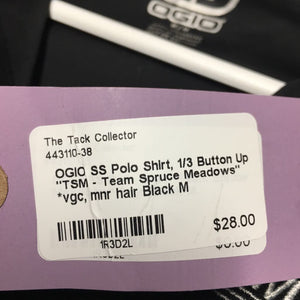 OGIO
The Tack Collector
443110-38
OGIO SS Polo Shirt, 1/3 Button Up
"TSM - Team Spruce Meadows"
*vgc, mnr hair Black M
$28.00
1R3D2L